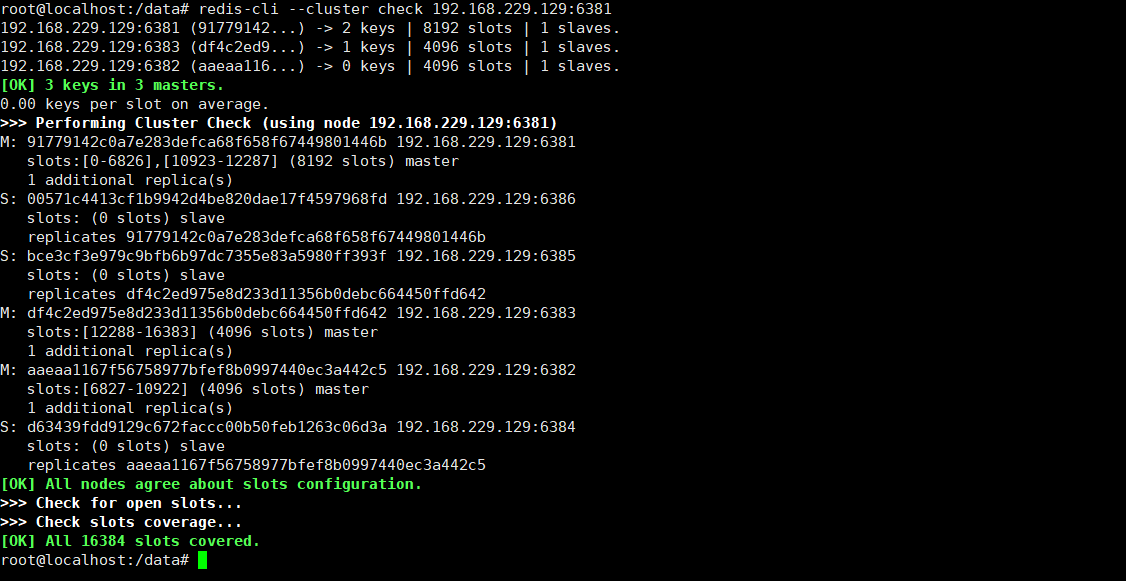 root@localhost:/data# redis-cli --cluster check 192.168.229.129:6381
192.168.229.129:6381 (91779142...) -> 2 keys | 8192 slots | 1 slaves.
192.168.229.129:6383 (df4c2ed9...) -> 1 keys | 4096 slots | 1 slaves.
192.168.229.129:6382 (aaeaa116...) -> 0 keys | 4096 slots | 1 slaves.
[OK] 3 keys in 3 masters.
0.00 keys per slot on average.
>>> Performing Cluster Check (using node 192.168.229.129:6381)
M: 91779142c0a7e283defca68f658f67449801446b 192.168.229.129:6381
   slots:[0-6826],[10923-12287] (8192 slots) master
   1 additional replica(s)
S: 00571c4413cf1b9942d4be820dae17f4597968fd 192.168.229.129:6386
   slots: (0 slots) slave
   replicates 91779142c0a7e283defca68f658f67449801446b
S: bce3cf3e979c9bfb6b97dc7355e83a5980ff393f 192.168.229.129:6385
   slots: (0 slots) slave
   replicates df4c2ed975e8d233d11356b0debc664450ffd642
M: df4c2ed975e8d233d11356b0debc664450ffd642 192.168.229.129:6383
   slots:[12288-16383] (4096 slots) master
   1 additional replica(s)
M: aaeaa1167f56758977bfef8b0997440ec3a442c5 192.168.229.129:6382
   slots:[6827-10922] (4096 slots) master
   1 additional replica(s)
S: d63439fdd9129c672faccc00b50feb1263c06d3a 192.168.229.129:6384
   slots: (0 slots) slave
   replicates aaeaa1167f56758977bfef8b0997440ec3a442c5
[OK] All nodes agree about slots configuration.
>>> Check for open slots...
>>> Check slots coverage...
[OK] All 16384 slots covered.
root@localhost:/data#